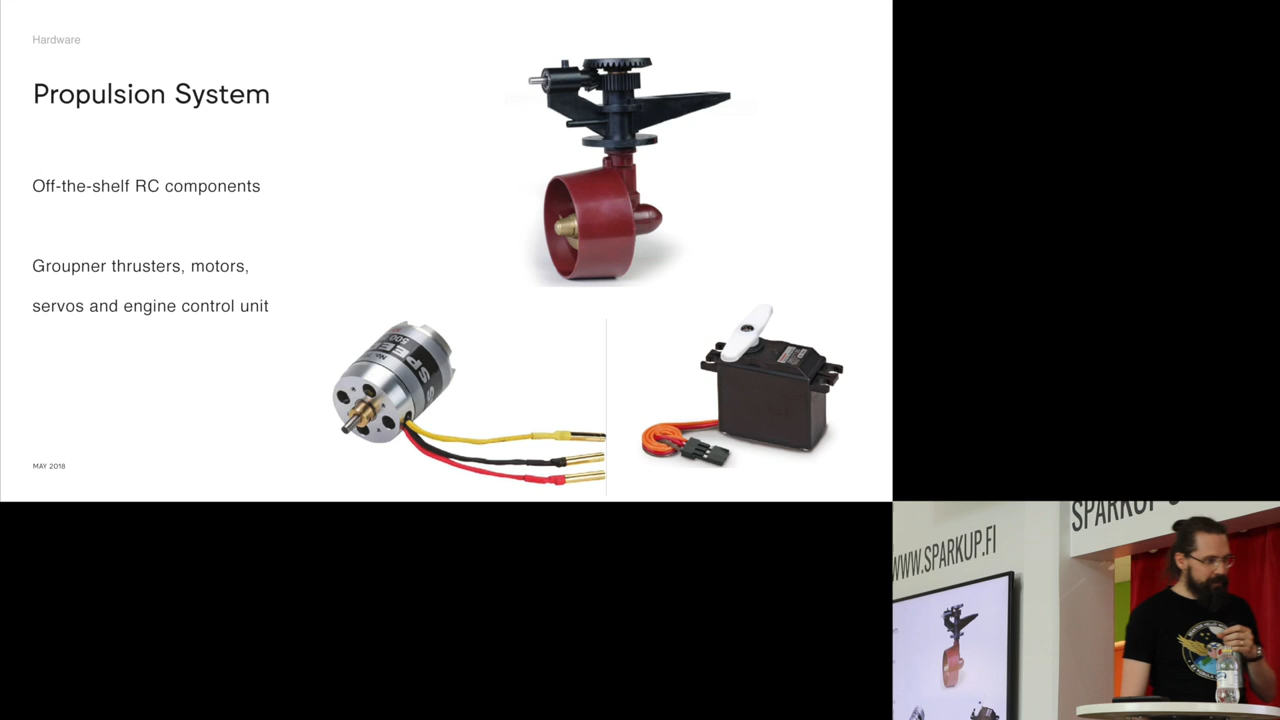 Hardware
Propulsion System
Off-the-shelf RC components
Groupner thrusters, motors,
servos and engine control unit
SPEE
MAY 2018
SPARKUP
WWW.SPARKUP.FI